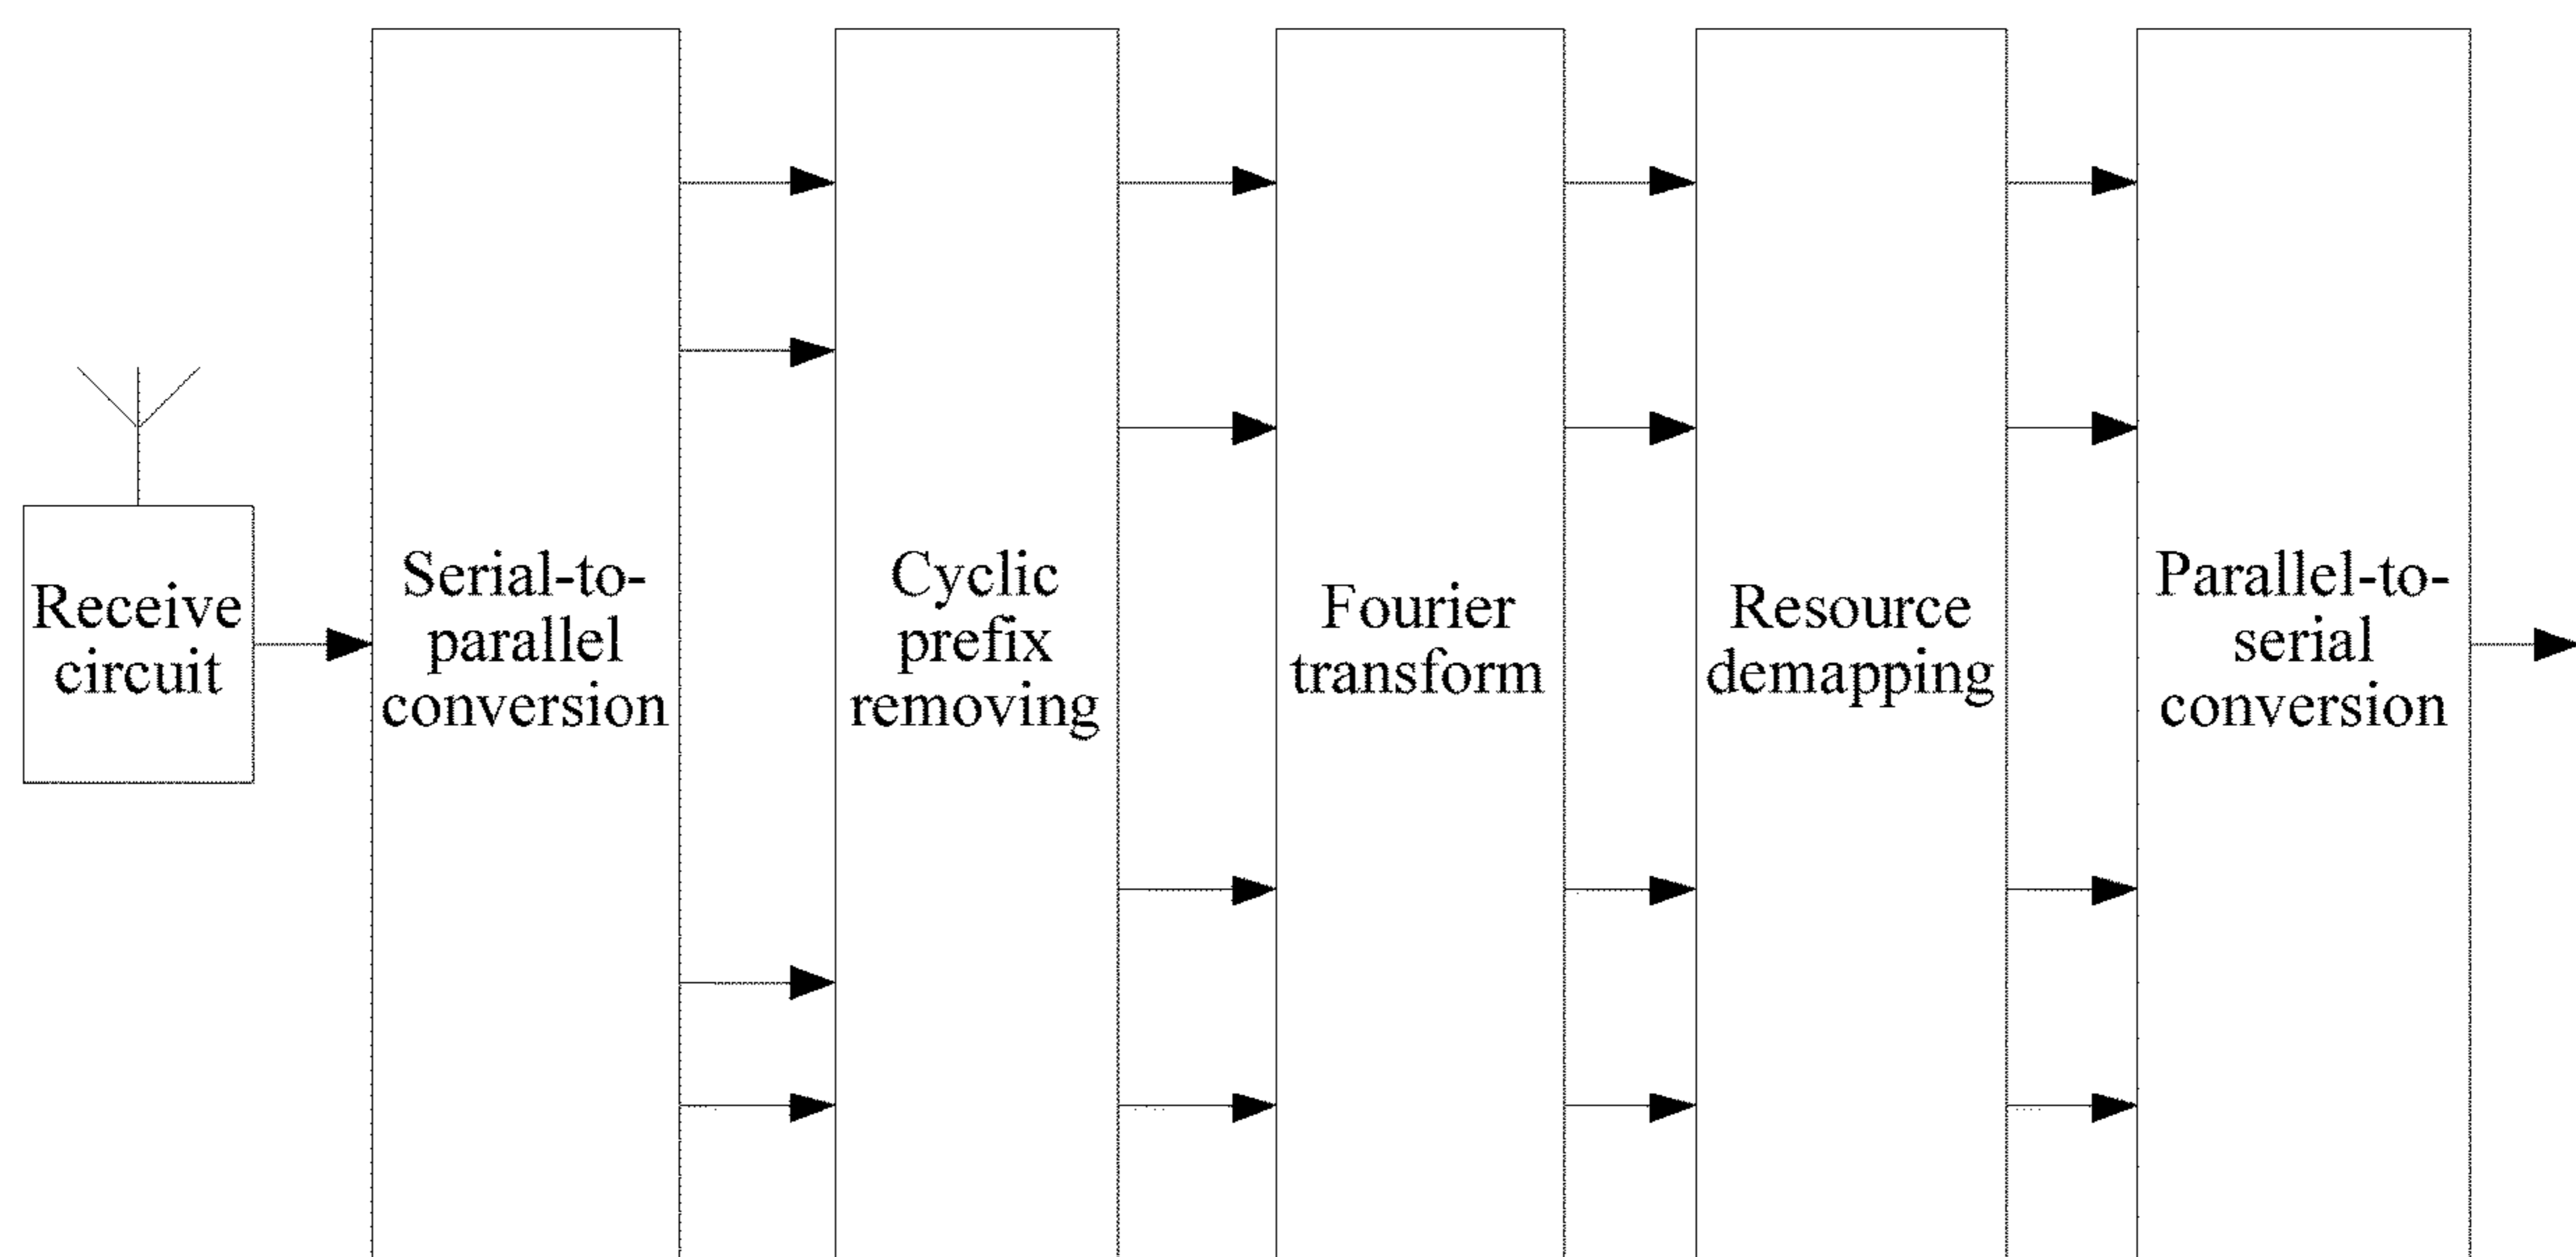 Receive
circuit
Serial-to-
parallel
conversion
Cyclic
prefix
removing
Fourier
transform
Resource
demapping
Parallel-to-
serial
conversion